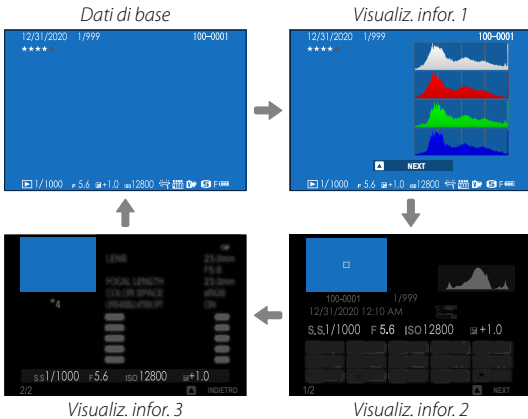 Dati di base
12/31/2020 1/999 100-0001
★★★★★
1/1000 F 5.6 +1.0 ISO 12800 S F
Visualiz. infor. 1
12/31/2020 1/999 100-0001
★★★★★
NEXT
1/1000 F 5.6 +1.0 ISO 12800 S F
LENS 23.0mm
F5.6
FOCAL LENGTH 23.0mm
COLOR SPACE sRGB
ON
★4
S.S 1/1000 F 5.6 ISO 12800 +1.0
2/2 INDIETRO
Visualiz. infor. 3
100-0001 1/999
12/31/2020 12:10 AM
S.S. 1/1000 F 5.6 ISO 12800 +1.0
1/2 NEXT
Visualiz. infor. 2